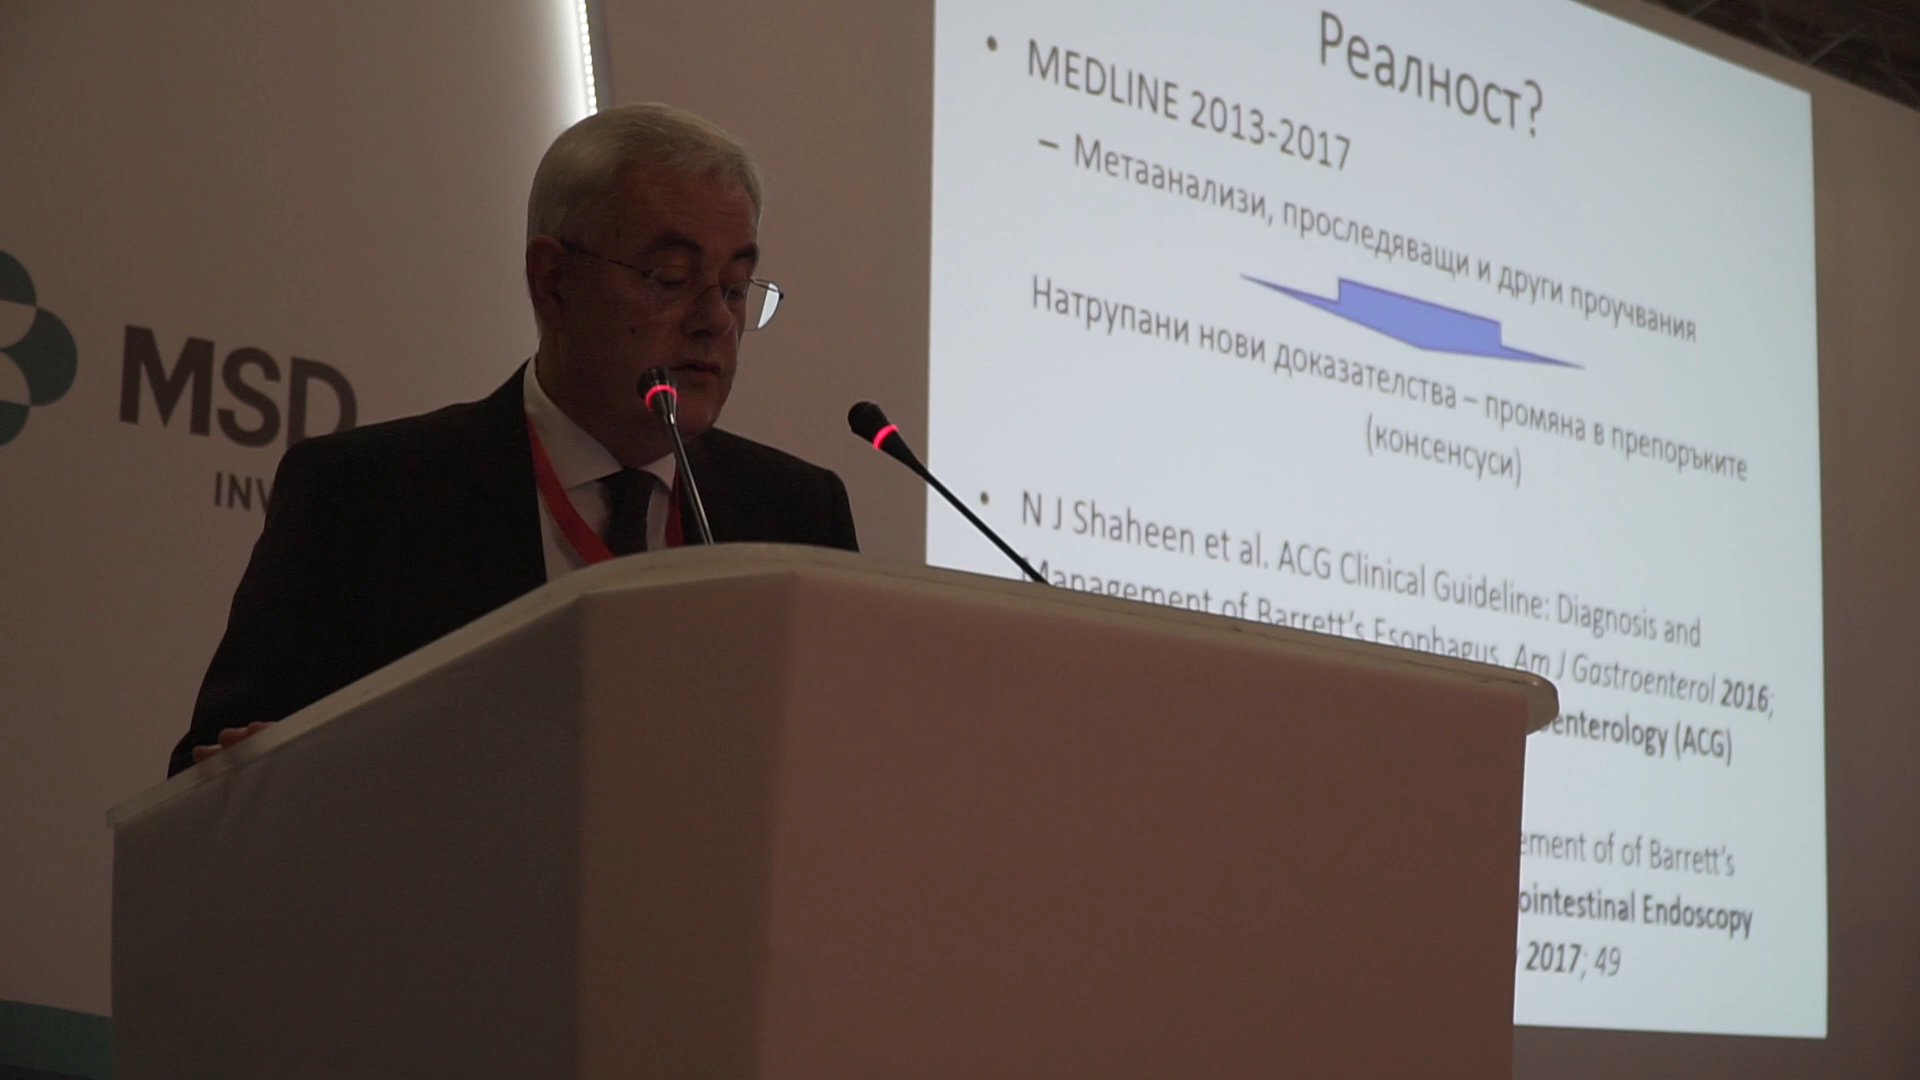 MSD
INV
Реалност?
• MEDLINE 2013-2017
– Метаанализи, проследяващи и други проучвания
Натрупани нови доказателства – промяна в препоръките
(консенсуси)
• N J Shaheen et al. ACG Clinical Guideline: Diagnosis and
Management of Barrett's Esophagus. Am J Gastroenterol 2016;
enterology (ACG)
ement of of Barrett's
ointestinal Endoscopy
2017; 49